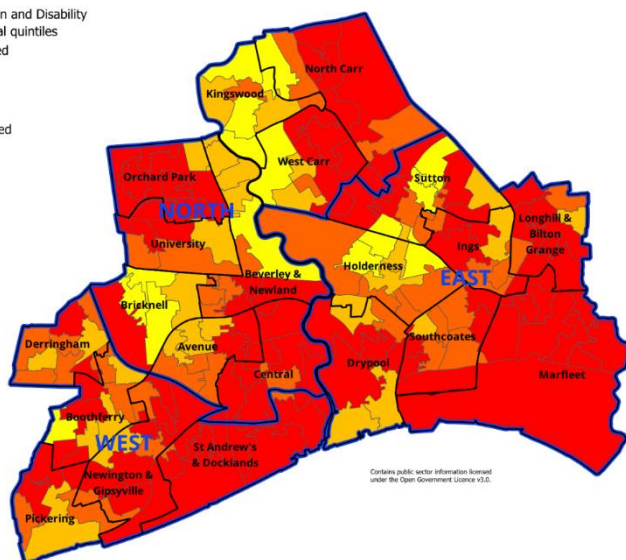 n and Disability
al quintiles
ed
ed
North Carr
Kingswood
West Carr
Orchard Park
Sutton
NORTH
University
Longhill &
Bilton
Grange
Ings
Holderness
EAST
Beverley &
Newland
Bricknell
Derringham
Avenue
Southcoates
Drypool
Central
Marfleet
Boothferry
WEST
St Andrew's
& Docklands
Newington &
Gipsyville
Pickering
Contains public sector information licensed
under the Open Government Licence v3.0.